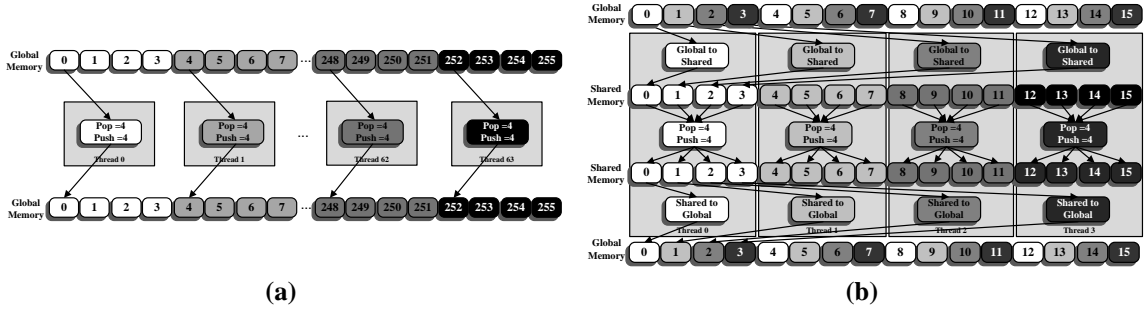 Global Memory 0 1 2 3 4 5 6 7 ... 248 249 250 251 252 253 254 255
Pop =4 Pop =4 Pop =4 Pop =4
Push =4 Push =4 ... Push =4 Push =4
Thread 0 Thread 1 Thread 62 Thread 63
Global Memory 0 1 2 3 4 5 6 7 ... 248 249 250 251 252 253 254 255
(a)
Global Memory 0 1 2 3 4 5 6 7 8 9 10 11 12 13 14 15
Global to Global to Global to Global to
Shared Shared Shared Shared
Shared Memory 0 1 2 3 4 5 6 7 8 9 10 11 12 13 14 15
Pop =4 Pop =4 Pop =4 Pop =4
Push =4 Push =4 Push =4 Push =4
Shared Memory 0 1 2 3 4 5 6 7 8 9 10 11 12 13 14 15
Shared to Shared to Shared to Shared to
Global Global Global Global
Thread 0 Thread 1 Thread 2 Thread 3
Global Memory 0 1 2 3 4 5 6 7 8 9 10 11 12 13 14 15
(b)